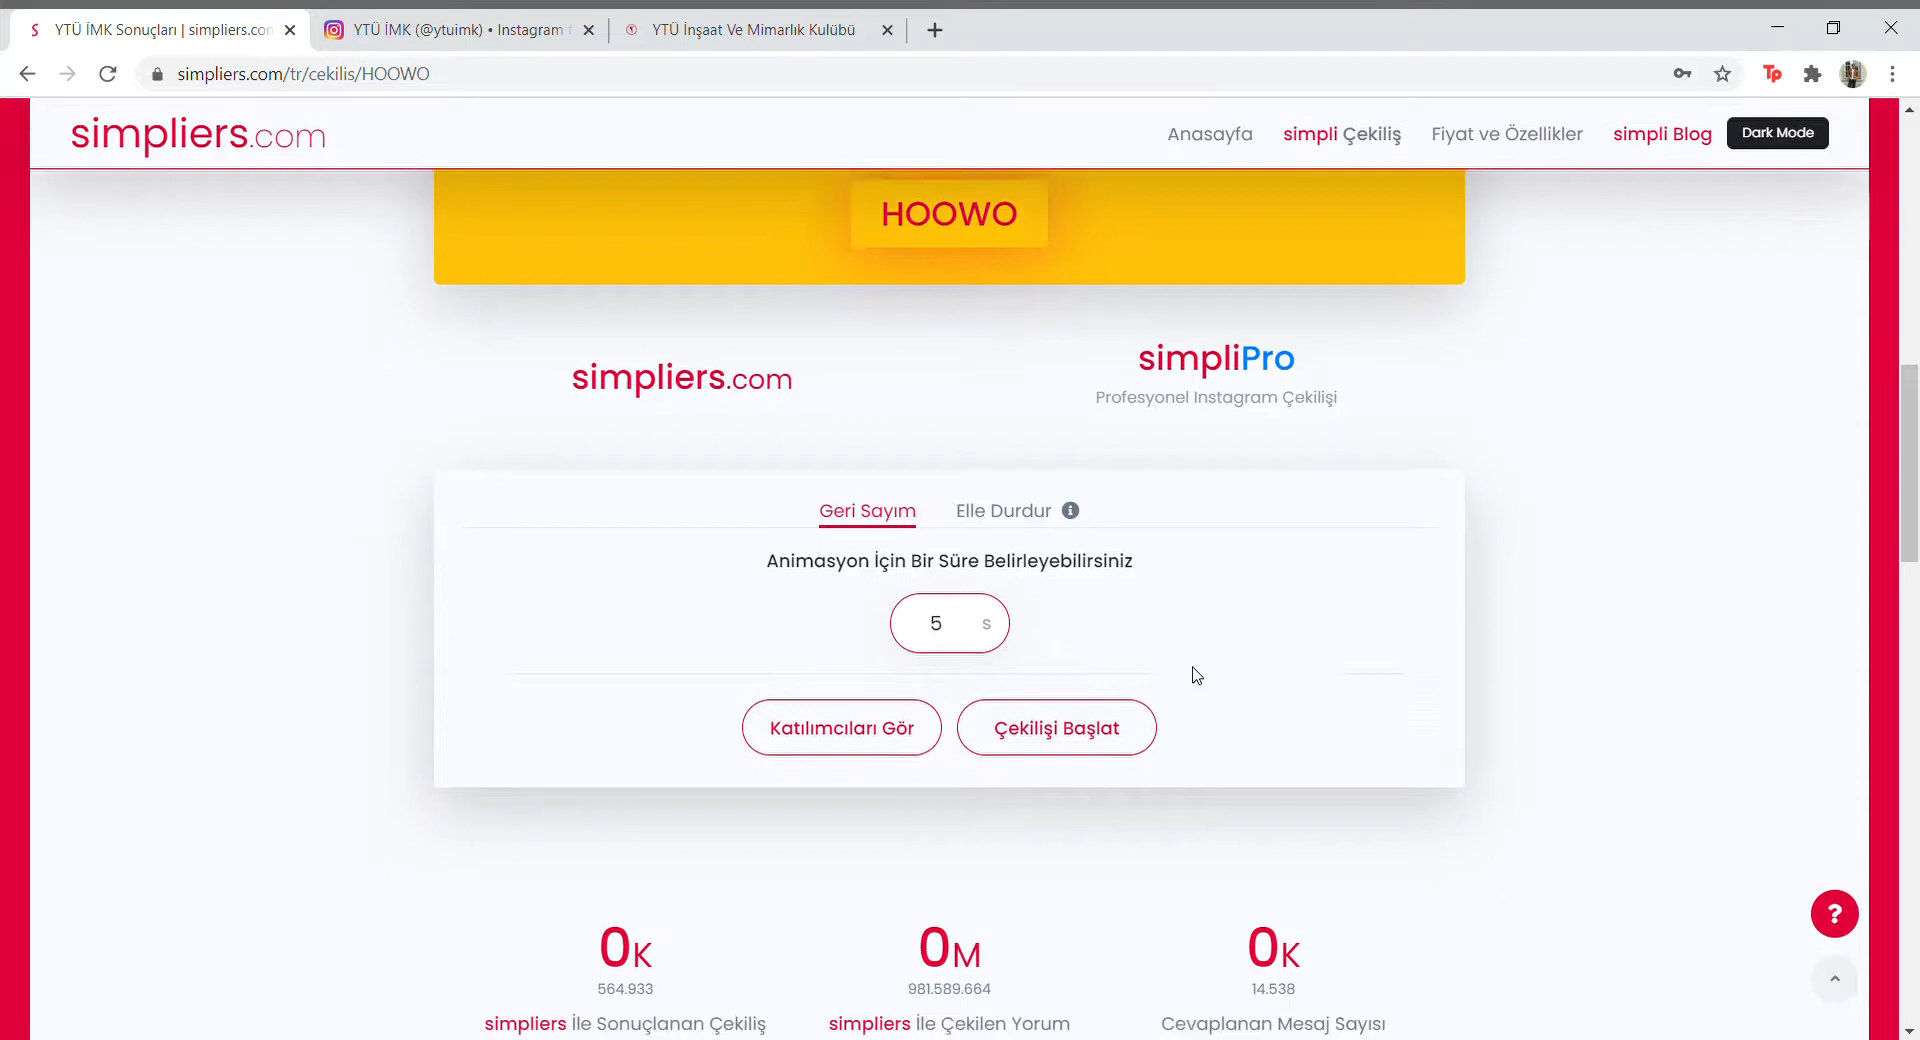 YTÜ İMK Sonuçları | simpliers.con
YTÜ İMK (@ytuimk) • Instagram f
YTÜ İnşaat Ve Mimarlık Kulübü
simpliers.com/tr/cekilis/HOOWO
Tp
simpliers.com
Anasayfa
simpli Çekiliş
Fiyat ve Özellikler
simpli Blog
Dark Mode
HOOWO
simpliers.com
simpliPro
Profesyonel Instagram Çekilişi
Geri Sayım
Elle Durdur
Animasyon İçin Bir Süre Belirleyebilirsiniz
5 s
Katılımcıları Gör
Çekilişi Başlat
0K
0M
0K
564.933
981.589.664
14.538
simpliers İle Sonuçlanan Çekiliş
simpliers İle Çekilen Yorum
Cevaplanan Mesaj Sayısı
?